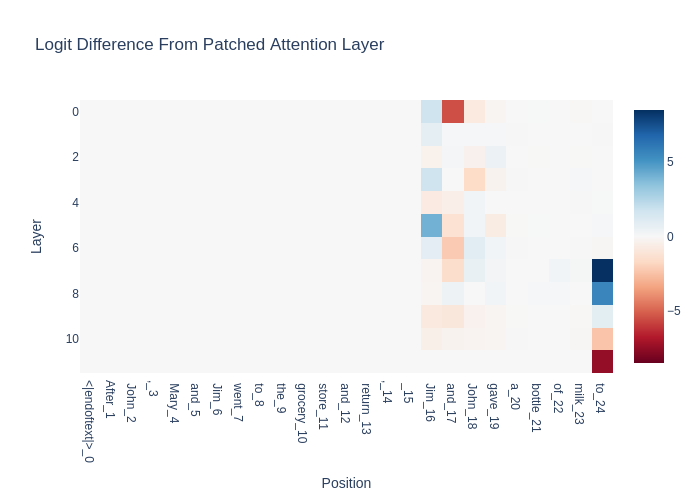 Logit Difference From Patched Attention Layer
0
2
4
6
8
10
Layer
<|endoftext|>_0
After_1
John_2
,_3
Mary_4
and_5
Jim_6
went_7
to_8
the_9
grocery_10
store_11
and_12
return_13
,_14
_15
Jim_16
and_17
John_18
gave_19
a_20
bottle_21
of_22
milk_23
to_24
Position
5
0
−5